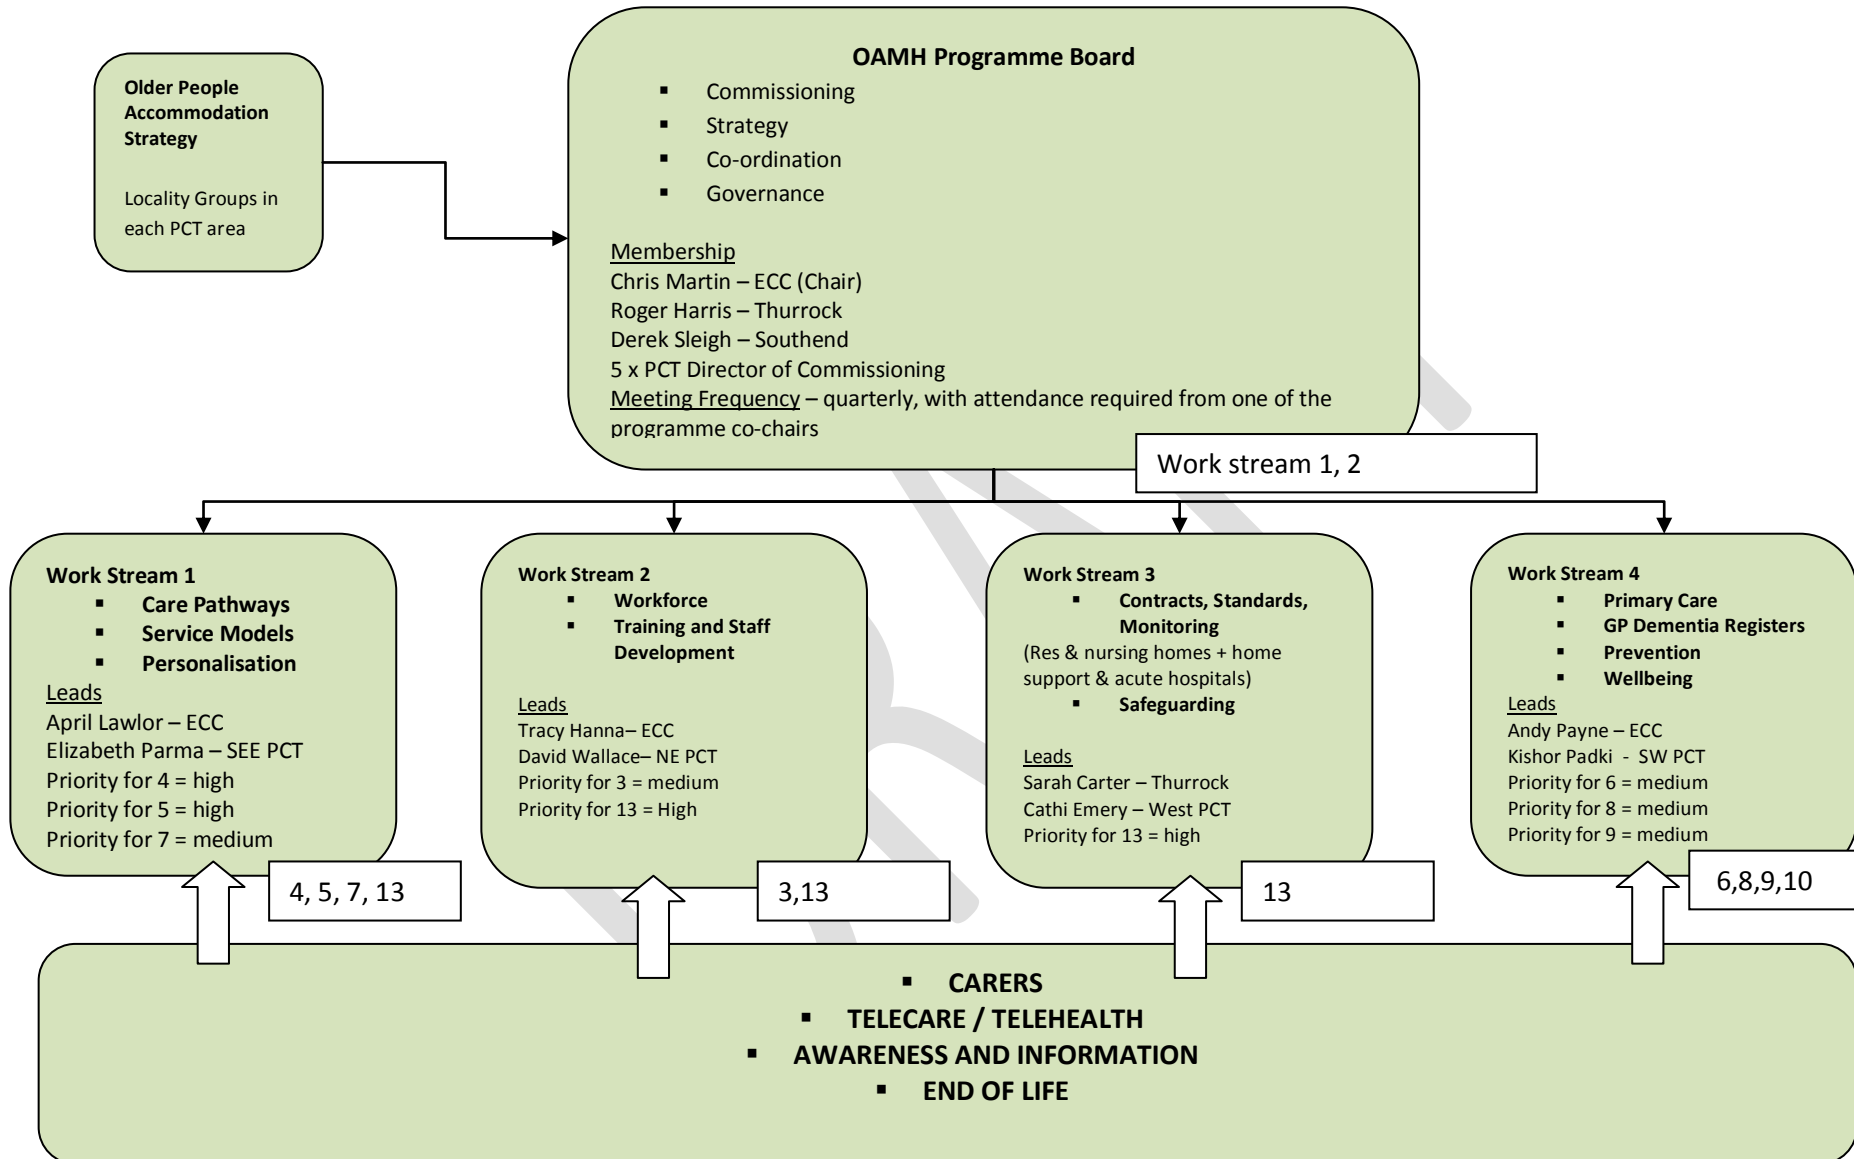 Older People
Accommodation
Strategy
Locality Groups in
each PCT area
OAMH Programme Board
▪ Commissioning
▪ Strategy
▪ Co-ordination
▪ Governance
Membership
Chris Martin – ECC (Chair)
Roger Harris – Thurrock
Derek Sleigh – Southend
5 x PCT Director of Commissioning
Meeting Frequency – quarterly, with attendance required from one of the
programme co-chairs
Work stream 1, 2
Work Stream 1
▪ Care Pathways
▪ Service Models
▪ Personalisation
Leads
April Lawlor – ECC
Elizabeth Parma – SEE PCT
Priority for 4 = high
Priority for 5 = high
Priority for 7 = medium
4, 5, 7, 13
Work Stream 2
▪ Workforce
▪ Training and Staff
Development
Leads
Tracy Hanna– ECC
David Wallace– NE PCT
Priority for 3 = medium
Priority for 13 = High
3,13
Work Stream 3
▪ Contracts, Standards,
Monitoring
(Res & nursing homes + home
support & acute hospitals)
▪ Safeguarding
Leads
Sarah Carter – Thurrock
Cathi Emery – West PCT
Priority for 13 = high
13
Work Stream 4
▪ Primary Care
▪ GP Dementia Registers
▪ Prevention
▪ Wellbeing
Leads
Andy Payne – ECC
Kishor Padki - SW PCT
Priority for 6 = medium
Priority for 8 = medium
Priority for 9 = medium
6,8,9,10
▪ CARERS
▪ TELECARE / TELEHEALTH
▪ AWARENESS AND INFORMATION
▪ END OF LIFE